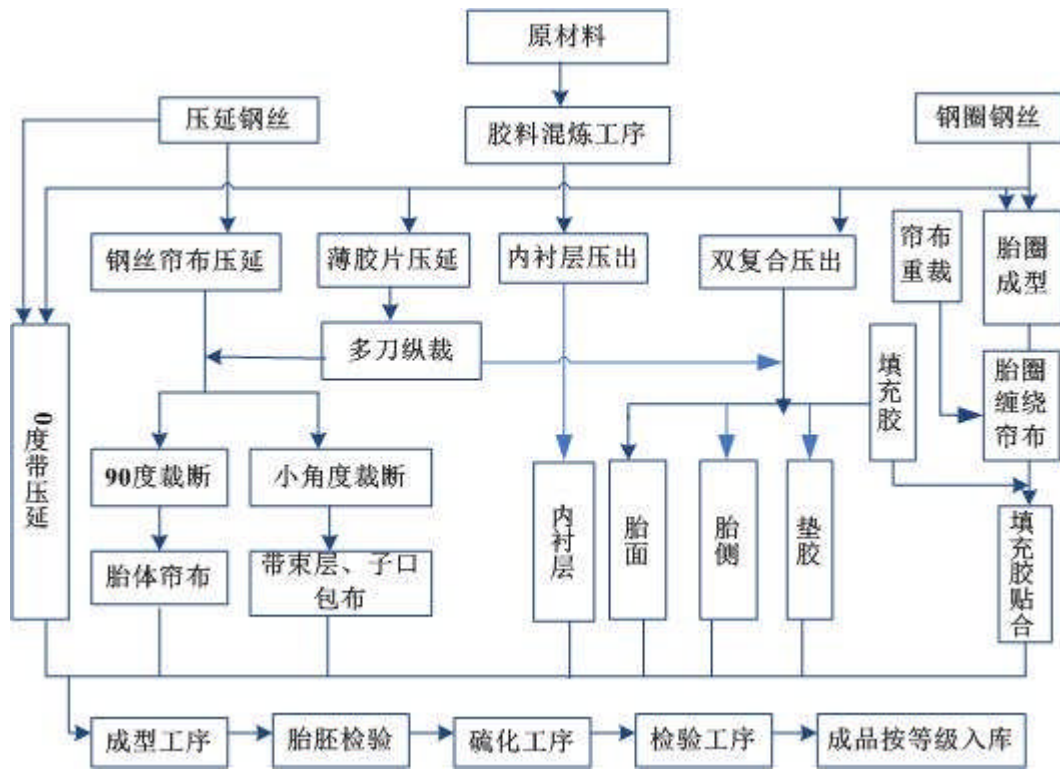 原材料
压延钢丝
胶料混炼工序
钢圈钢丝
钢丝帘布压延
薄胶片压延
内衬层压出
双复合压出
帘布
重裁
胎圈
成型
多刀纵裁
0度带压延
填充胶
胎圈
缠绕
帘布
90度裁断
小角度裁断
内衬层
胎面
胎侧
垫胶
填充胶贴合
胎体帘布
带束层、子口
包布
成型工序
胎胚检验
硫化工序
检验工序
成品按等级入库